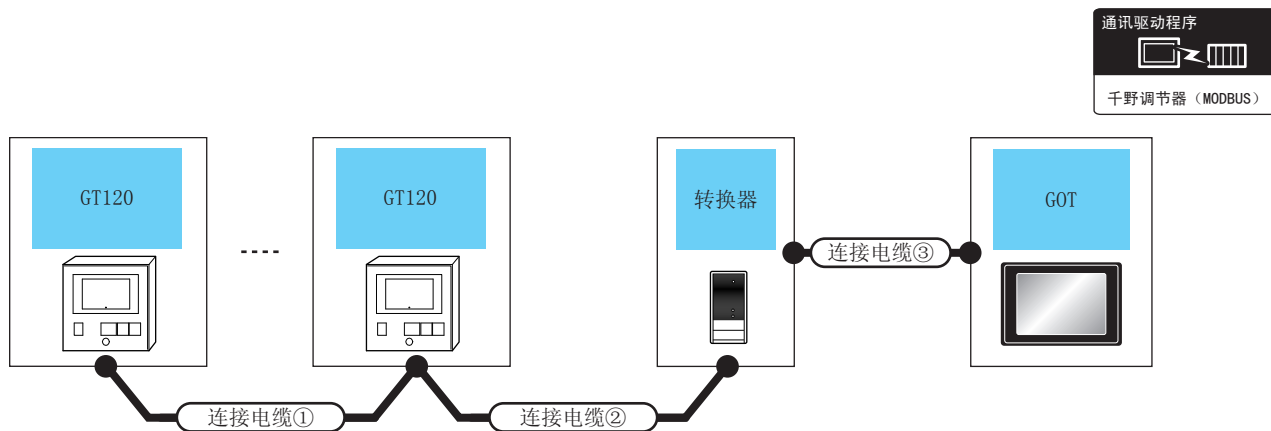 通讯驱动程序
千野调节器（MODBUS）
GT120
GT120
转换器
GOT
连接电缆③
连接电缆①
连接电缆②